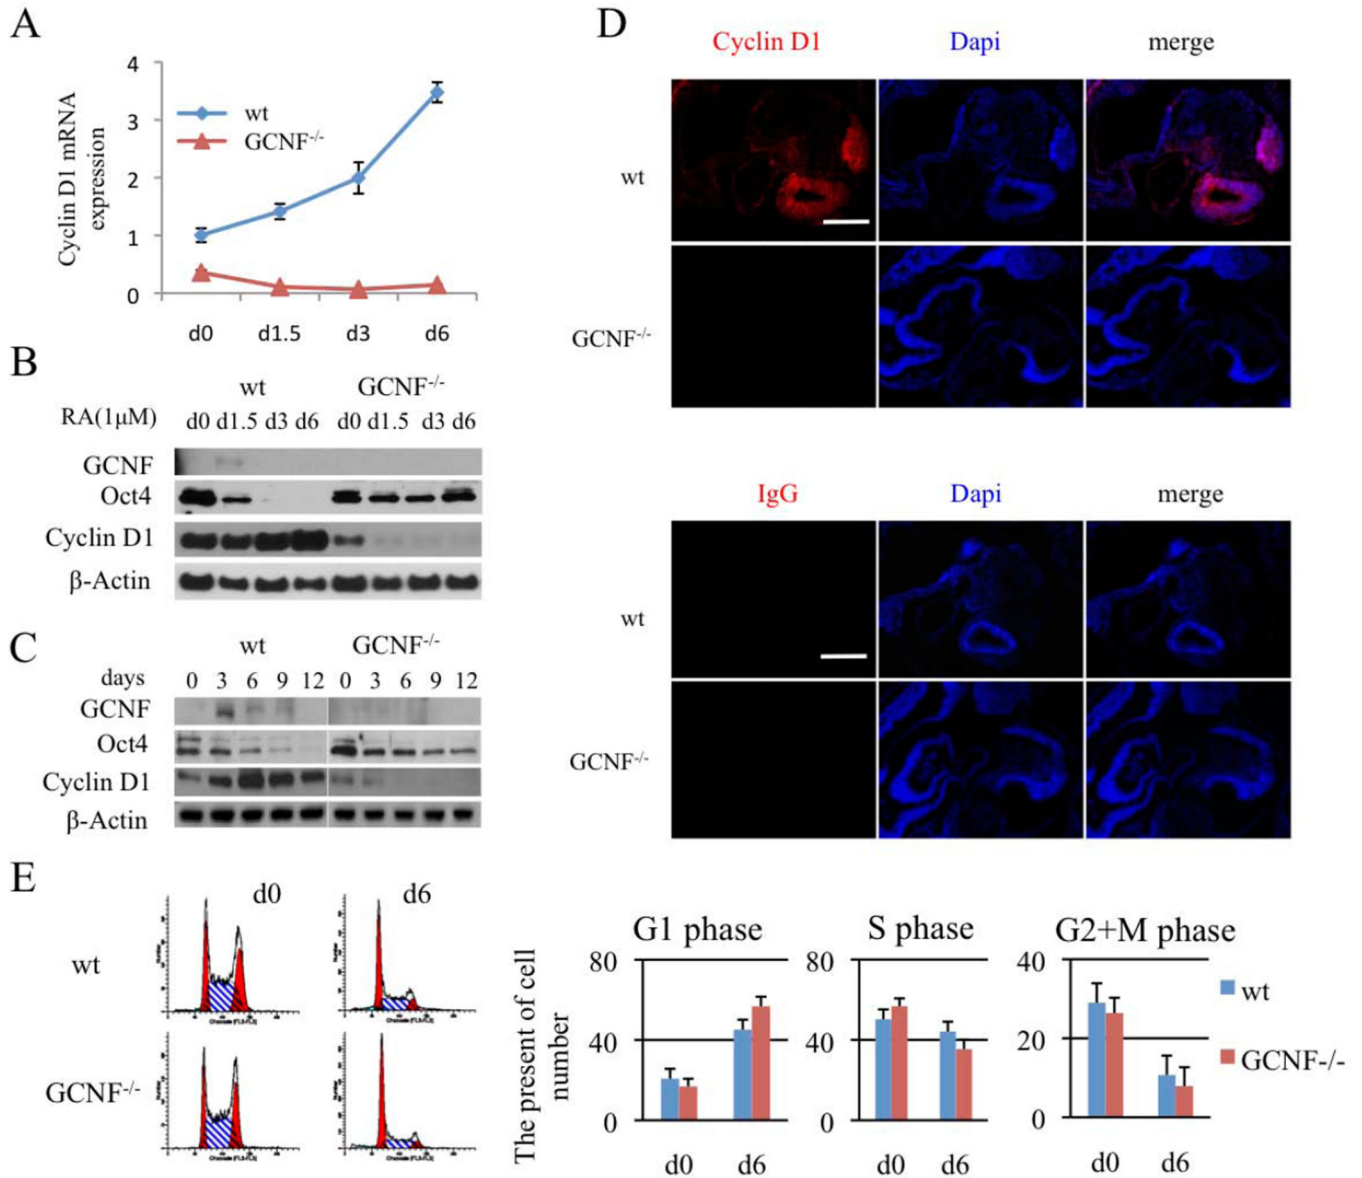 A
Cyclin D1 mRNA
expression
4
3
2
1
0
wt
GCNF-/-
d0 d1.5 d3 d6
B
wt GCNF-/-
RA(1μM) d0 d1.5 d3 d6 d0 d1.5 d3 d6
GCNF
Oct4
Cyclin D1
β-Actin
C
wt GCNF-/-
days 0 3 6 9 12 0 3 6 9 12
GCNF
Oct4
Cyclin D1
β-Actin
D
Cyclin D1 Dapi merge
wt
GCNF-/-
IgG Dapi merge
wt
GCNF-/-
E
d0 d6
wt
GCNF-/-
The present of cell
number
G1 phase
80
40
0
d0 d6
S phase
80
40
0
d0 d6
G2+M phase
40
20
0
d0 d6
wt
GCNF-/-